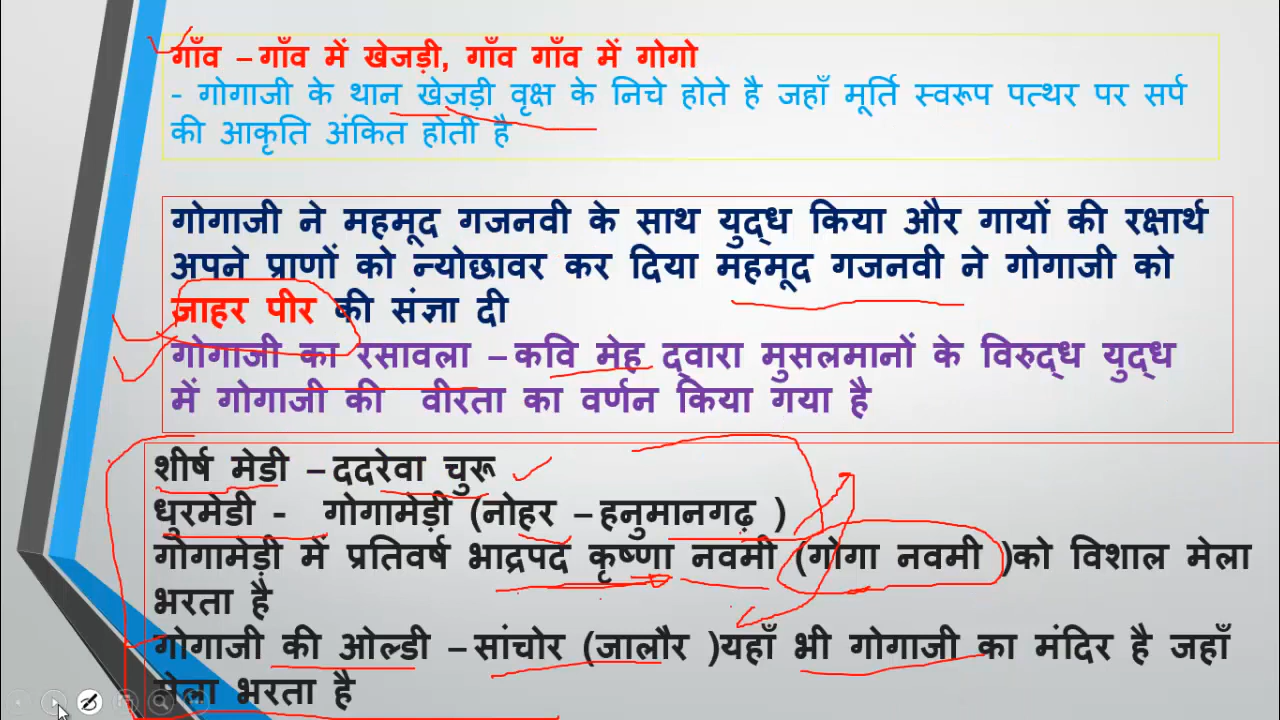 गाँव – गाँव में खेजड़ी, गाँव गाँव में गोगो
- गोगाजी के थान खेजड़ी वृक्ष के निचे होते है जहाँ मूर्ति स्वरूप पत्थर पर सर्प
की आकृति अंकित होती है
गोगाजी ने महमूद गजनवी के साथ युद्ध किया और गायों की रक्षार्थ
अपने प्राणों को न्योछावर कर दिया महमूद गजनवी ने गोगाजी को
जाहर पीर की संज्ञा दी
गोगाजी का रसावला – कवि मेह द्वारा मुसलमानों के विरुद्ध युद्ध
में गोगाजी की वीरता का वर्णन किया गया है
शीर्ष मेडी – ददरेवा चुरू
धुरमेडी - गोगामेड़ी (नोहर – हनुमानगढ़ )
गोगामेड़ी में प्रतिवर्ष भाद्रपद कृष्णा नवमी (गोगा नवमी )को विशाल मेला
भरता है
गोगाजी की ओल्डी – सांचोर (जालौर )यहाँ भी गोगाजी का मंदिर है जहाँ
मेला भरता है